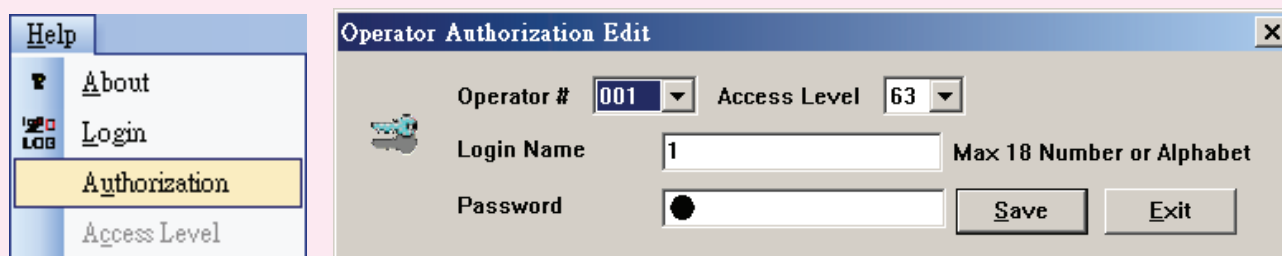 Help
About
LOG Login
Authorization
Access Level
Operator Authorization Edit
Operator # 001 Access Level 63
Login Name 1 Max 18 Number or Alphabet
Password Save Exit